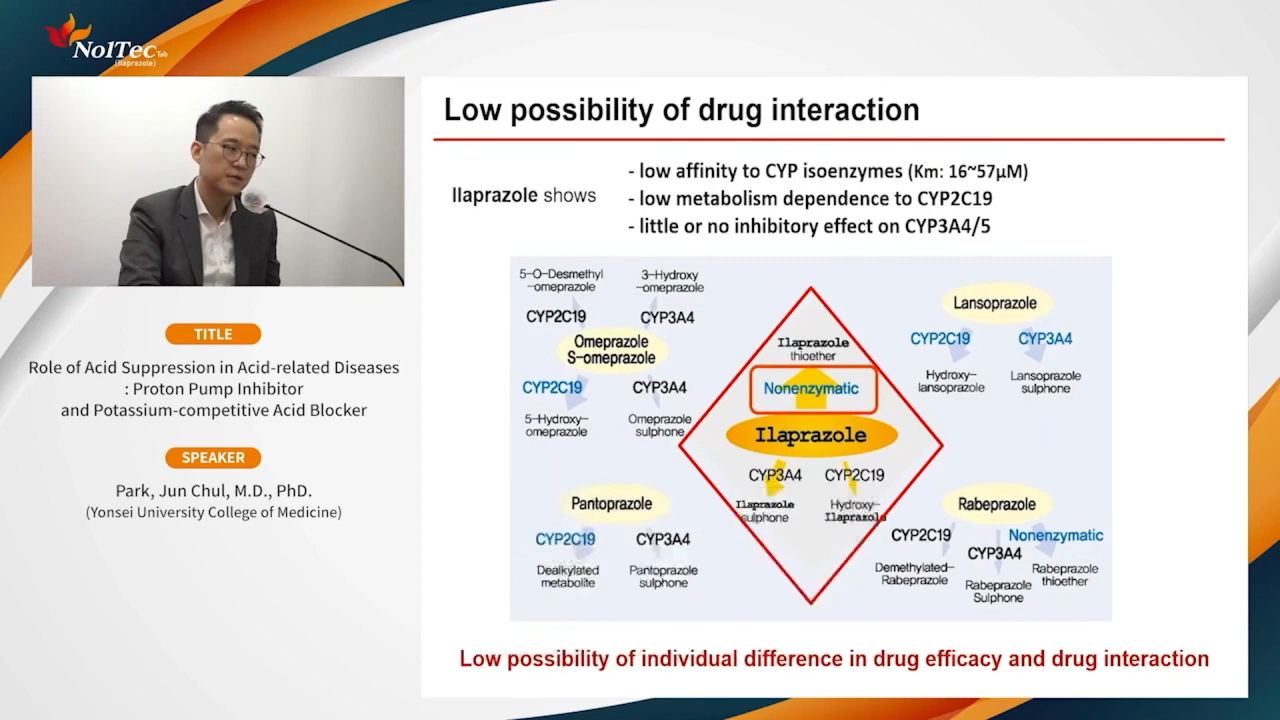 NolTec Tab
(Ilaprazole)
TITLE
Role of Acid Suppression in Acid-related Diseases
: Proton Pump Inhibitor
and Potassium-competitive Acid Blocker
SPEAKER
Park, Jun Chul, M.D., PhD.
(Yonsei University College of Medicine)
Low possibility of drug interaction
Ilaprazole shows
- low affinity to CYP isoenzymes (Km: 16~57μM)
- low metabolism dependence to CYP2C19
- little or no inhibitory effect on CYP3A4/5
5-O-Desmethyl
-omeprazole
3-Hydroxy
-omeprazole
CYP2C19
CYP3A4
Omeprazole
S-omeprazole
CYP2C19
CYP3A4
5-Hydroxy-
omeprazole
Omeprazole
sulphone
Ilaprazole
thioether
Nonenzymatic
Ilaprazole
CYP3A4
CYP2C19
Ilaprazole
sulphone
Hydroxy-
Ilaprazole
Lansoprazole
CYP2C19
CYP3A4
Hydroxy-
lansoprazole
Lansoprazole
sulphone
Pantoprazole
CYP2C19
CYP3A4
Dealkylated
metabolite
Pantoprazole
sulphone
Rabeprazole
CYP2C19
CYP3A4
Nonenzymatic
Demethylated-
Rabeprazole
Rabeprazole
Sulphone
Rabeprazole
thioether
Low possibility of individual difference in drug efficacy and drug interaction